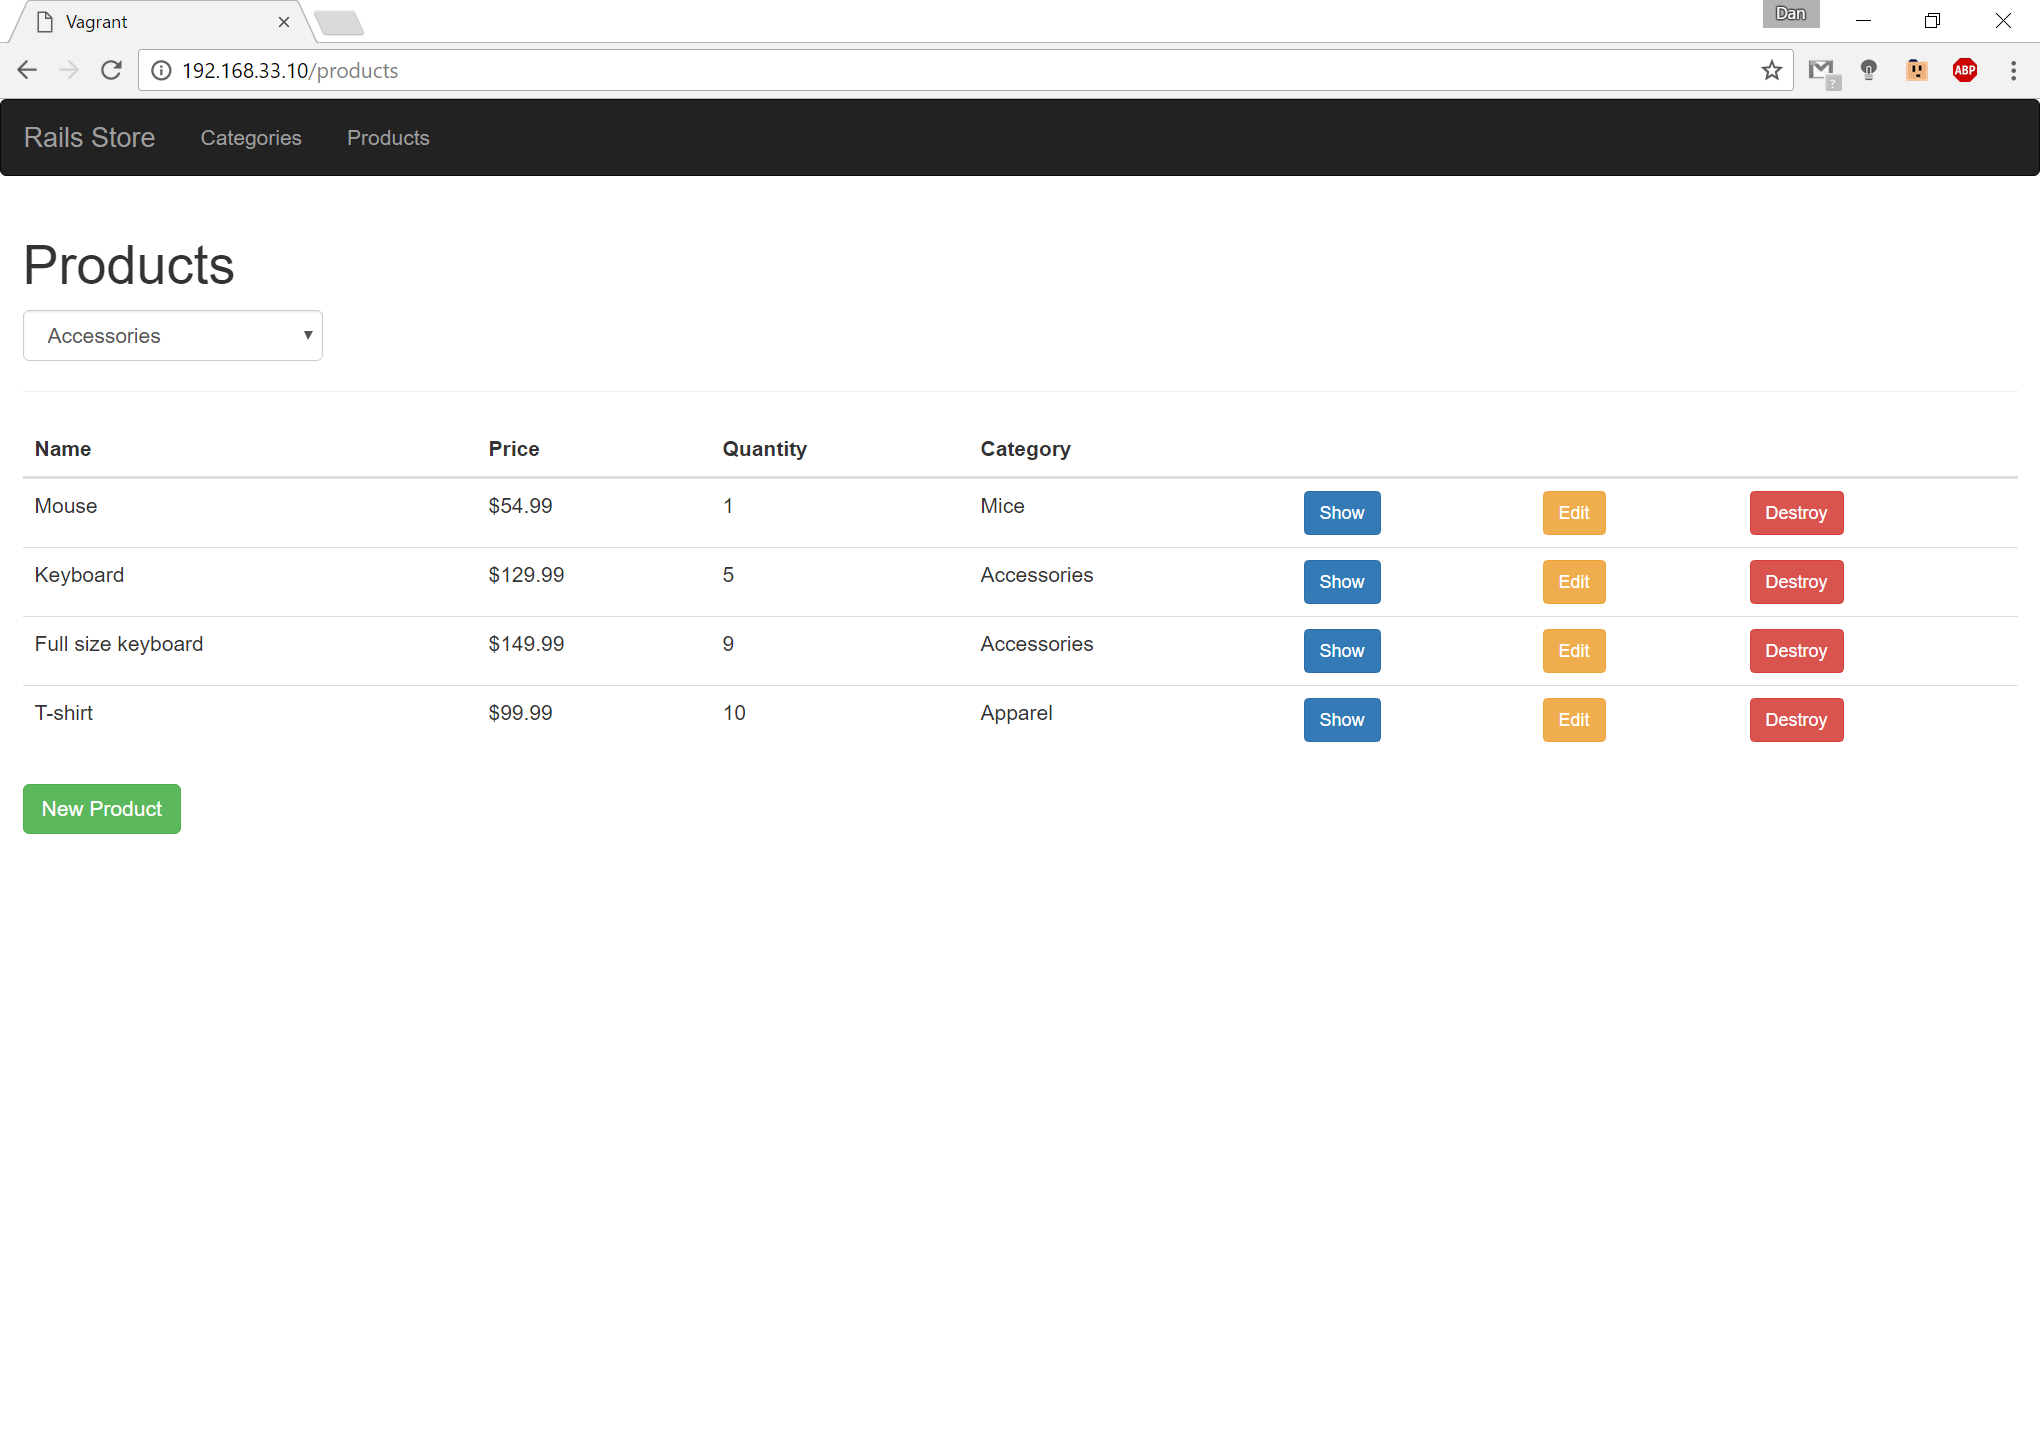 Vagrant
Dan
192.168.33.10/products
ABP
Rails Store Categories Products
Products
Accessories
Name Price Quantity Category
Mouse $54.99 1 Mice Show Edit Destroy
Keyboard $129.99 5 Accessories Show Edit Destroy
Full size keyboard $149.99 9 Accessories Show Edit Destroy
T-shirt $99.99 10 Apparel Show Edit Destroy
New Product